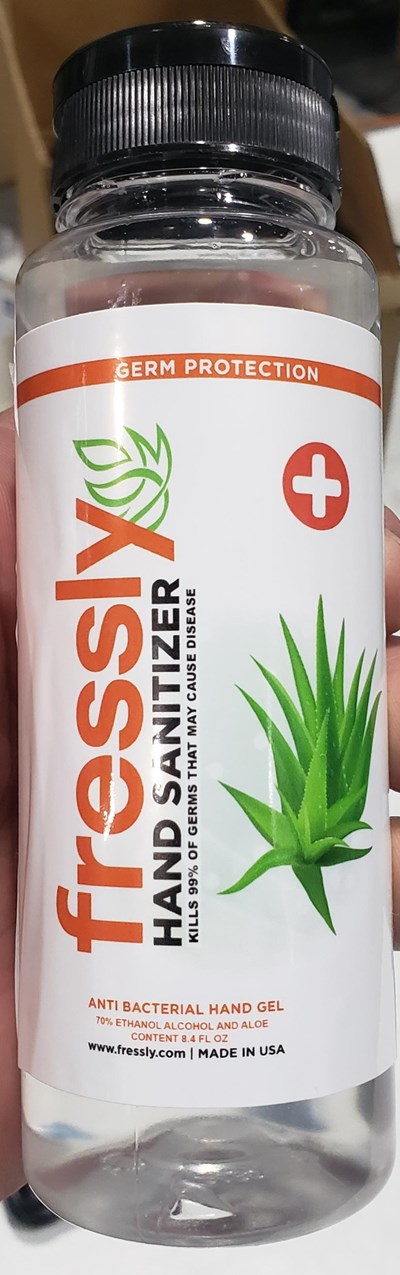 GERM PROTECTION
fressly
HAND SANITIZER
KILLS 99% OF GERMS THAT MAY CAUSE DISEASE
ANTI BACTERIAL HAND GEL
70% ETHANOL ALCOHOL AND ALOE
CONTENT 8.4 FL OZ
www.fressly.com | MADE IN USA